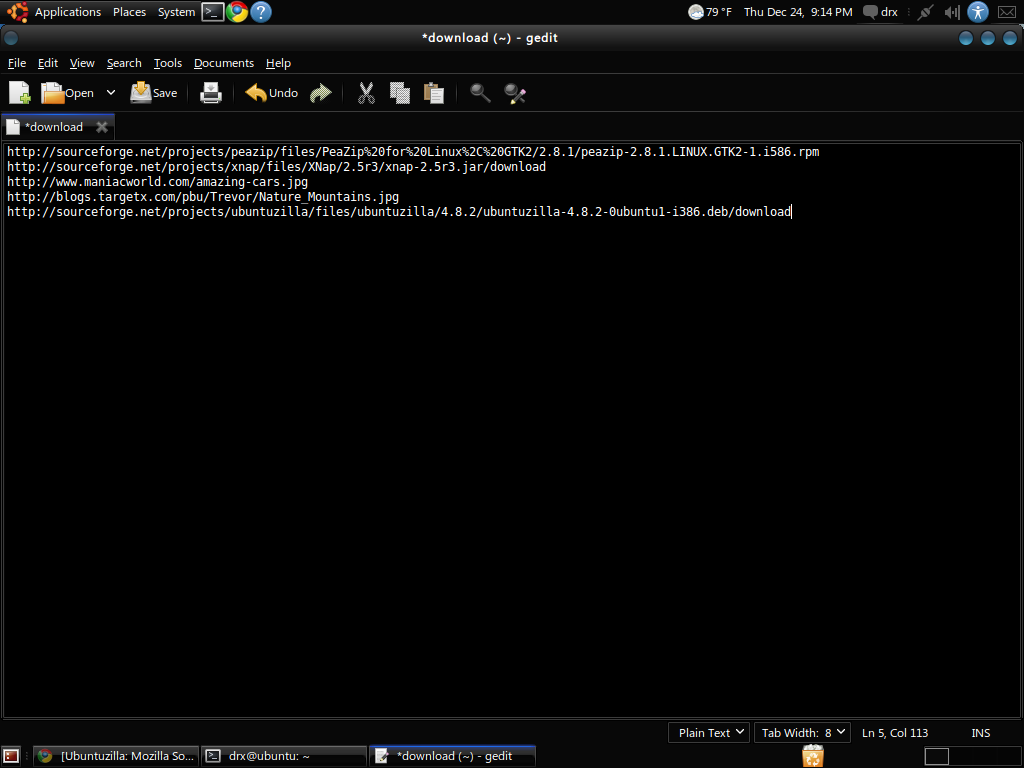 Applications Places System 79 °F Thu Dec 24, 9:14 PM drx
*download (~) - gedit
File Edit View Search Tools Documents Help
Open Save Undo
*download
http://sourceforge.net/projects/peazip/files/PeaZip%20for%20Linux%2C%20GTK2/2.8.1/peazip-2.8.1.LINUX.GTK2-1.i586.rpm
http://sourceforge.net/projects/xnap/files/XNap/2.5r3/xnap-2.5r3.jar/download
http://www.maniacworld.com/amazing-cars.jpg
http://blogs.targetx.com/pbu/Trevor/Nature_Mountains.jpg
http://sourceforge.net/projects/ubuntuzilla/files/ubuntuzilla/4.8.2/ubuntuzilla-4.8.2-0ubuntu1-i386.deb/download
Plain Text Tab Width: 8 Ln 5, Col 113 INS
[Ubuntuzilla: Mozilla So... drx@ubuntu: ~ *download (~) - gedit